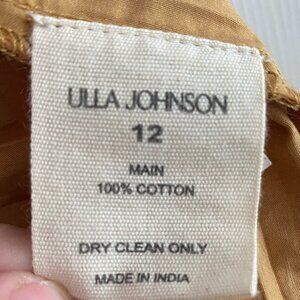 ULLA JOHNSON
12
MAIN
100% COTTON
DRY CLEAN ONLY
MADE IN INDIA